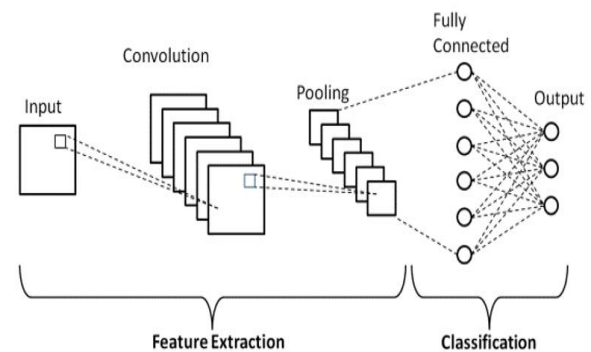 Fully
Connected
Convolution
Pooling
Output
Input
Feature Extraction
Classification